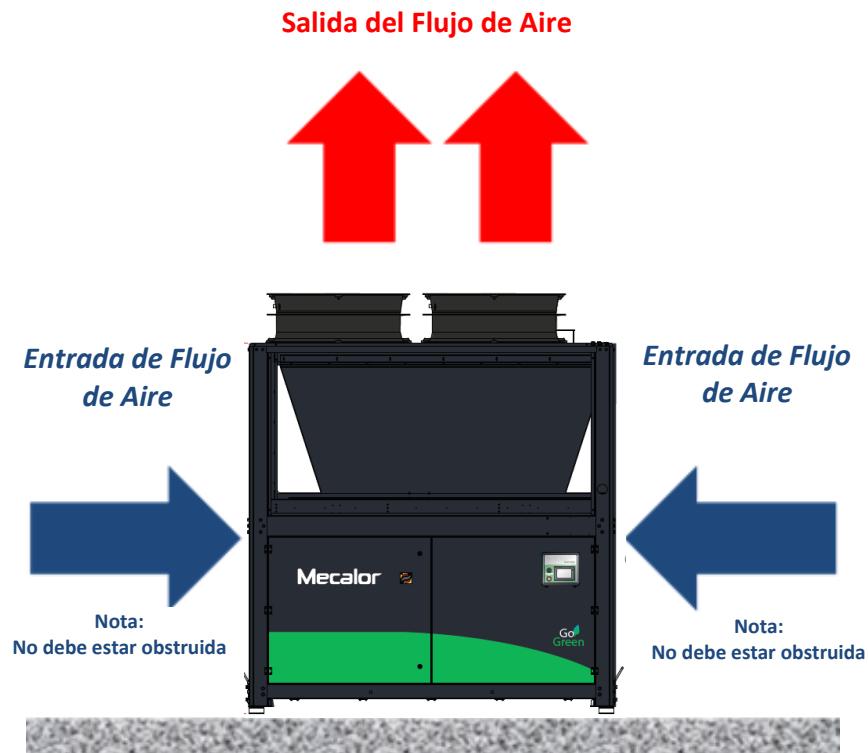 Salida del Flujo de Aire
Entrada de Flujo
de Aire
Entrada de Flujo
de Aire
Mecalor
Go
Green
Nota:
No debe estar obstruida
Nota:
No debe estar obstruida